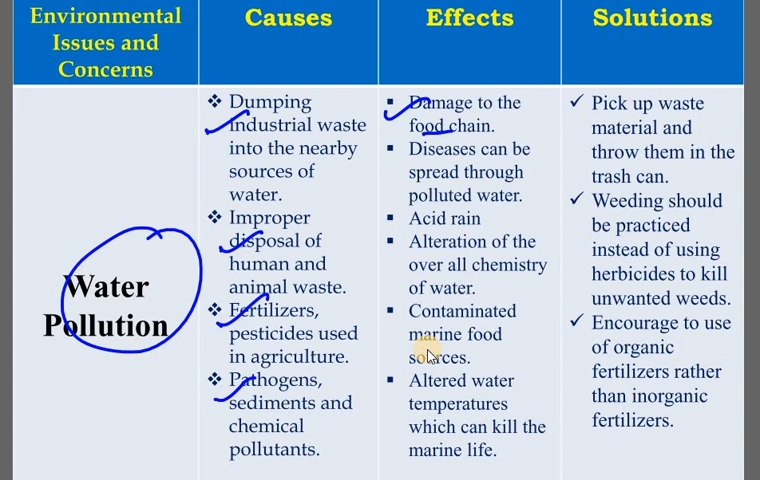 Environmental
Issues and
Concerns
Causes
Effects
Solutions
Water
Pollution
❖ Dumping
industrial waste
into the nearby
sources of
water.
❖ Improper
disposal of
human and
animal waste.
❖ Fertilizers,
pesticides used
in agriculture.
❖ Pathogens,
sediments and
chemical
pollutants.
▪ Damage to the
food chain.
▪ Diseases can be
spread through
polluted water.
▪ Acid rain
▪ Alteration of the
over all chemistry
of water.
▪ Contaminated
marine food
sources.
▪ Altered water
temperatures
which can kill the
marine life.
✓ Pick up waste
material and
throw them in the
trash can.
✓ Weeding should
be practiced
instead of using
herbicides to kill
unwanted weeds.
✓ Encourage to use
of organic
fertilizers rather
than inorganic
fertilizers.